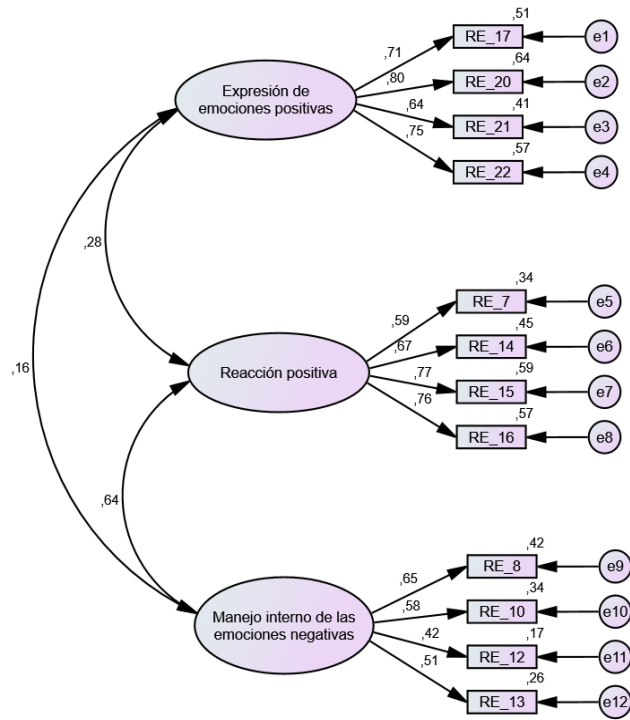 ,51
,71
RE_17
e1
Expresión de
emociones positivas
,64
,80
RE_20
e2
,41
,64
RE_21
e3
,57
,75
RE_22
e4
,28
,34
,59
RE_7
e5
,45
,67
RE_14
e6
Reacción positiva
,59
,77
RE_15
e7
,57
,76
RE_16
e8
,16
,64
,42
,65
RE_8
e9
,34
,58
RE_10
e10
Manejo interno de las
emociones negativas
,17
,42
RE_12
e11
,26
,51
RE_13
e12